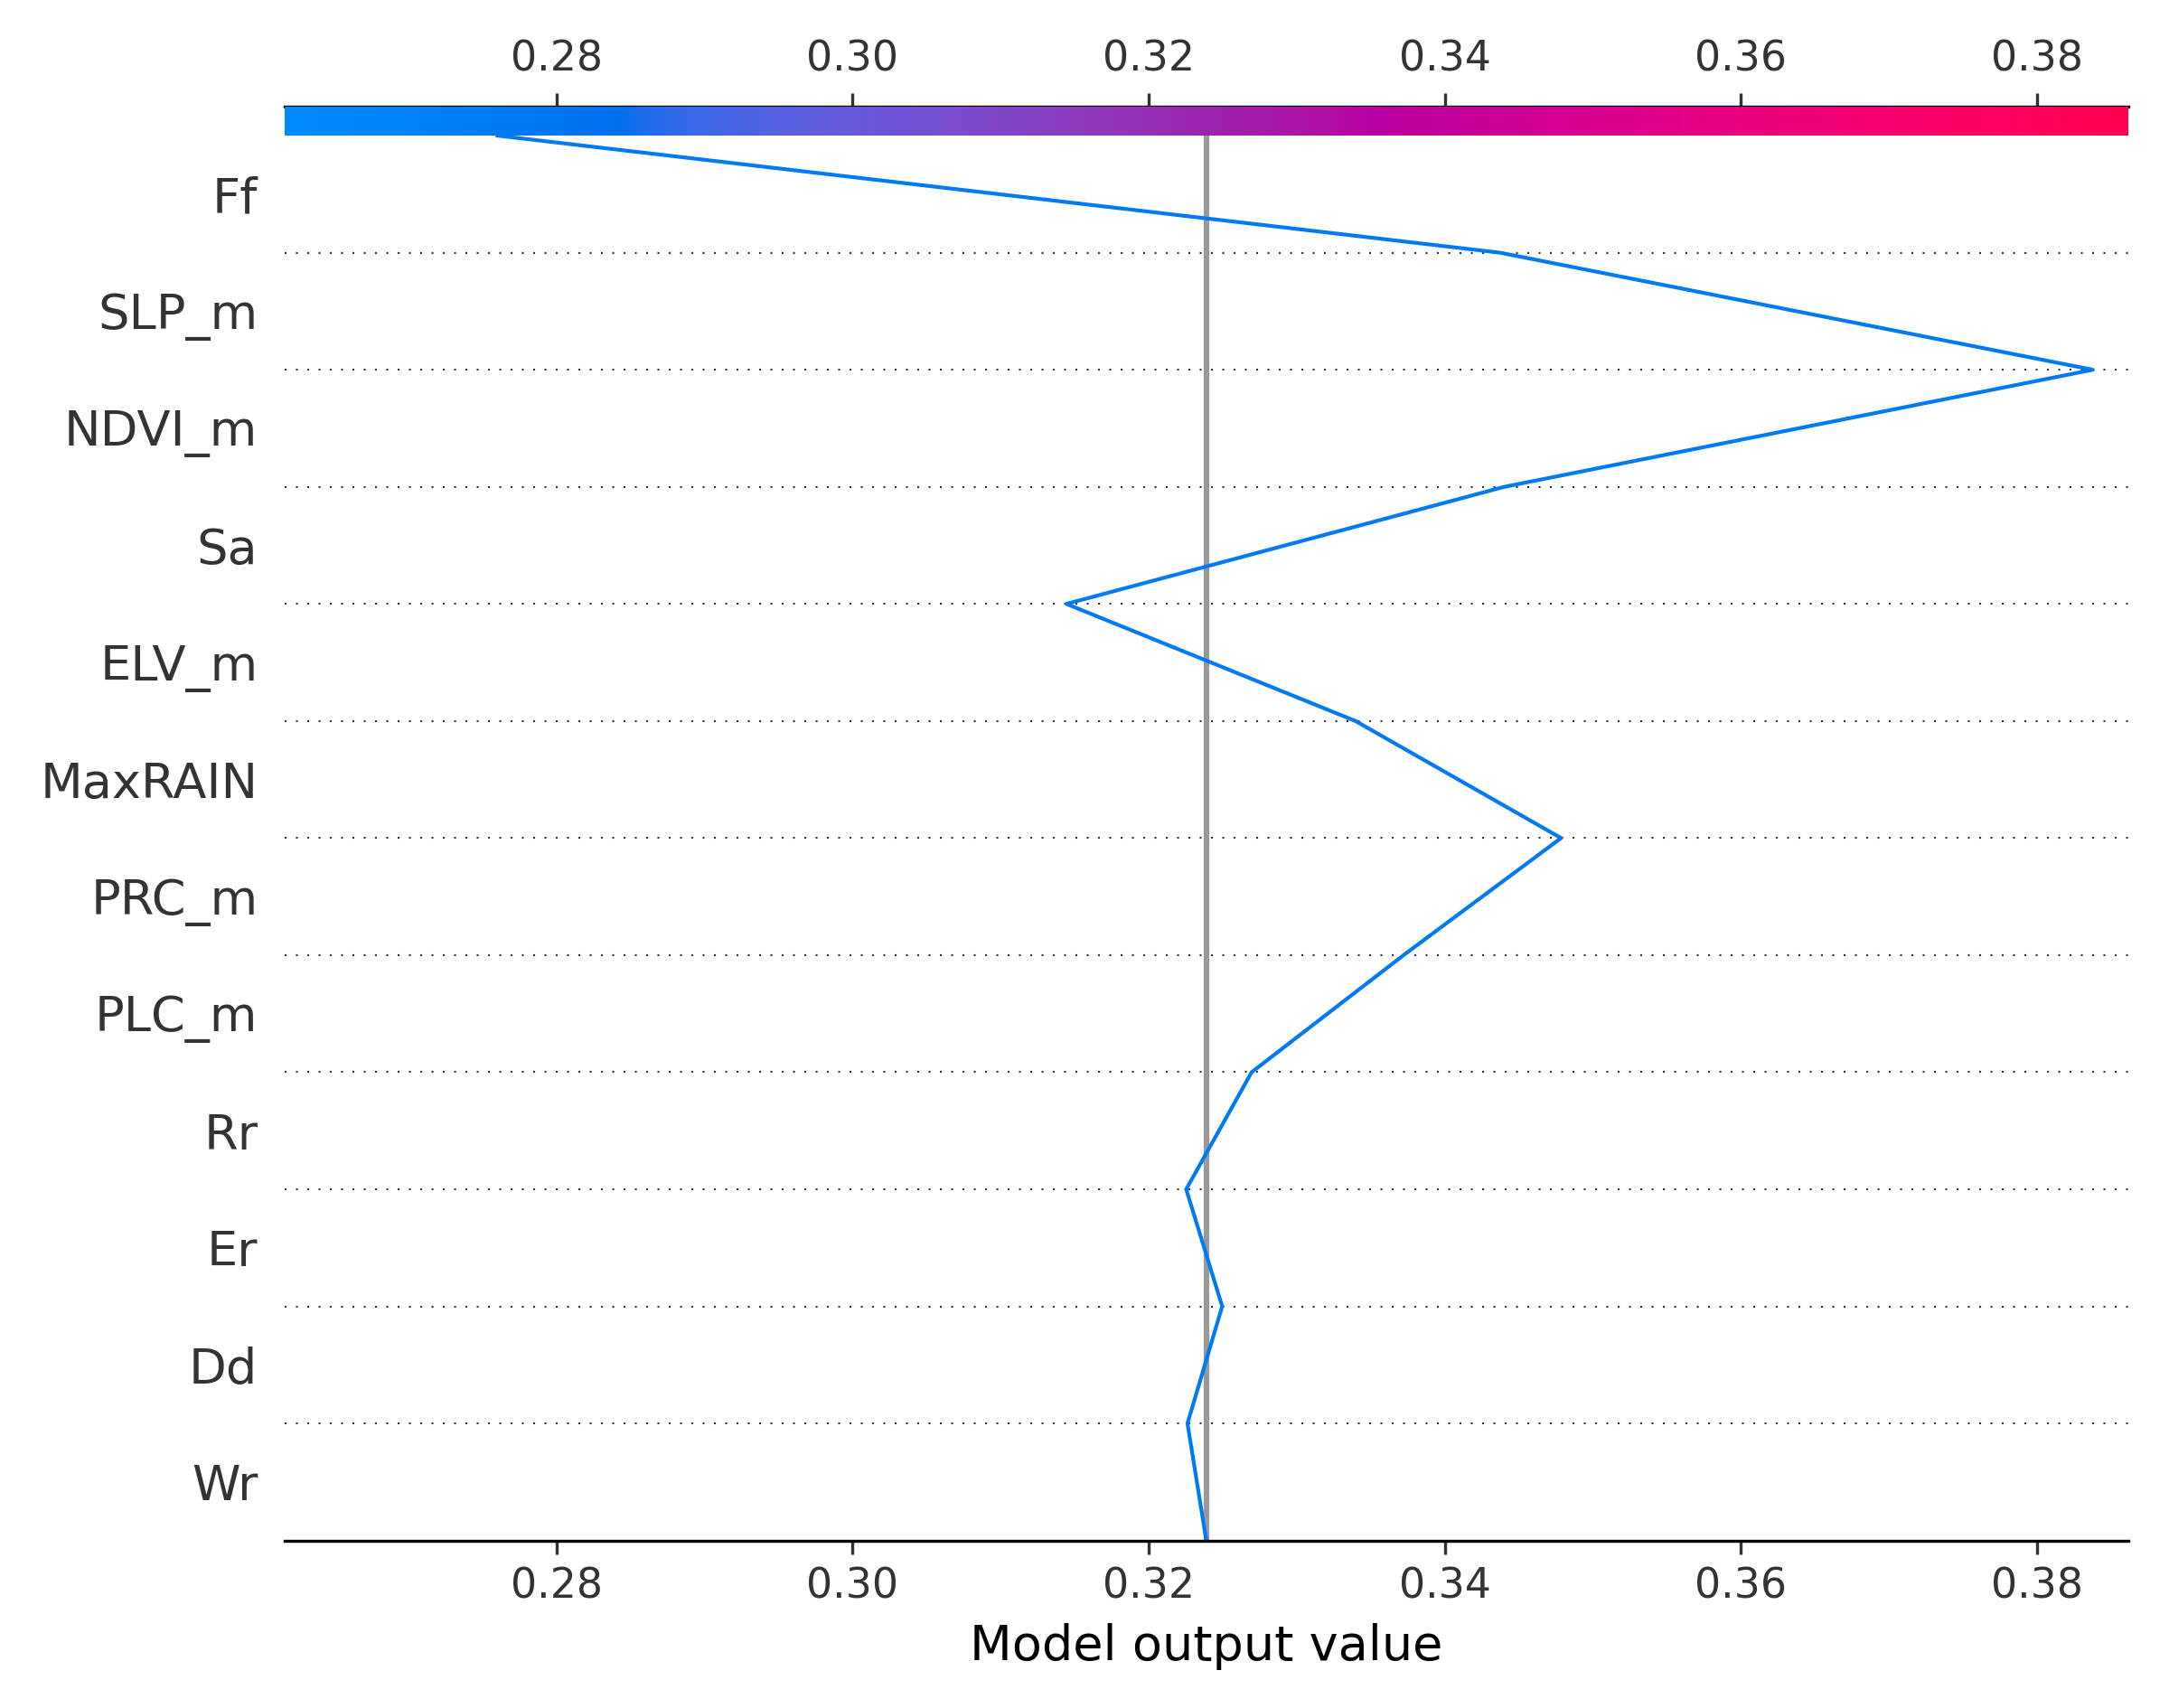 0.28 0.30 0.32 0.34 0.36 0.38
Ff
SLP_m
NDVI_m
Sa
ELV_m
MaxRAIN
PRC_m
PLC_m
Rr
Er
Dd
Wr
0.28 0.30 0.32 0.34 0.36 0.38
Model output value